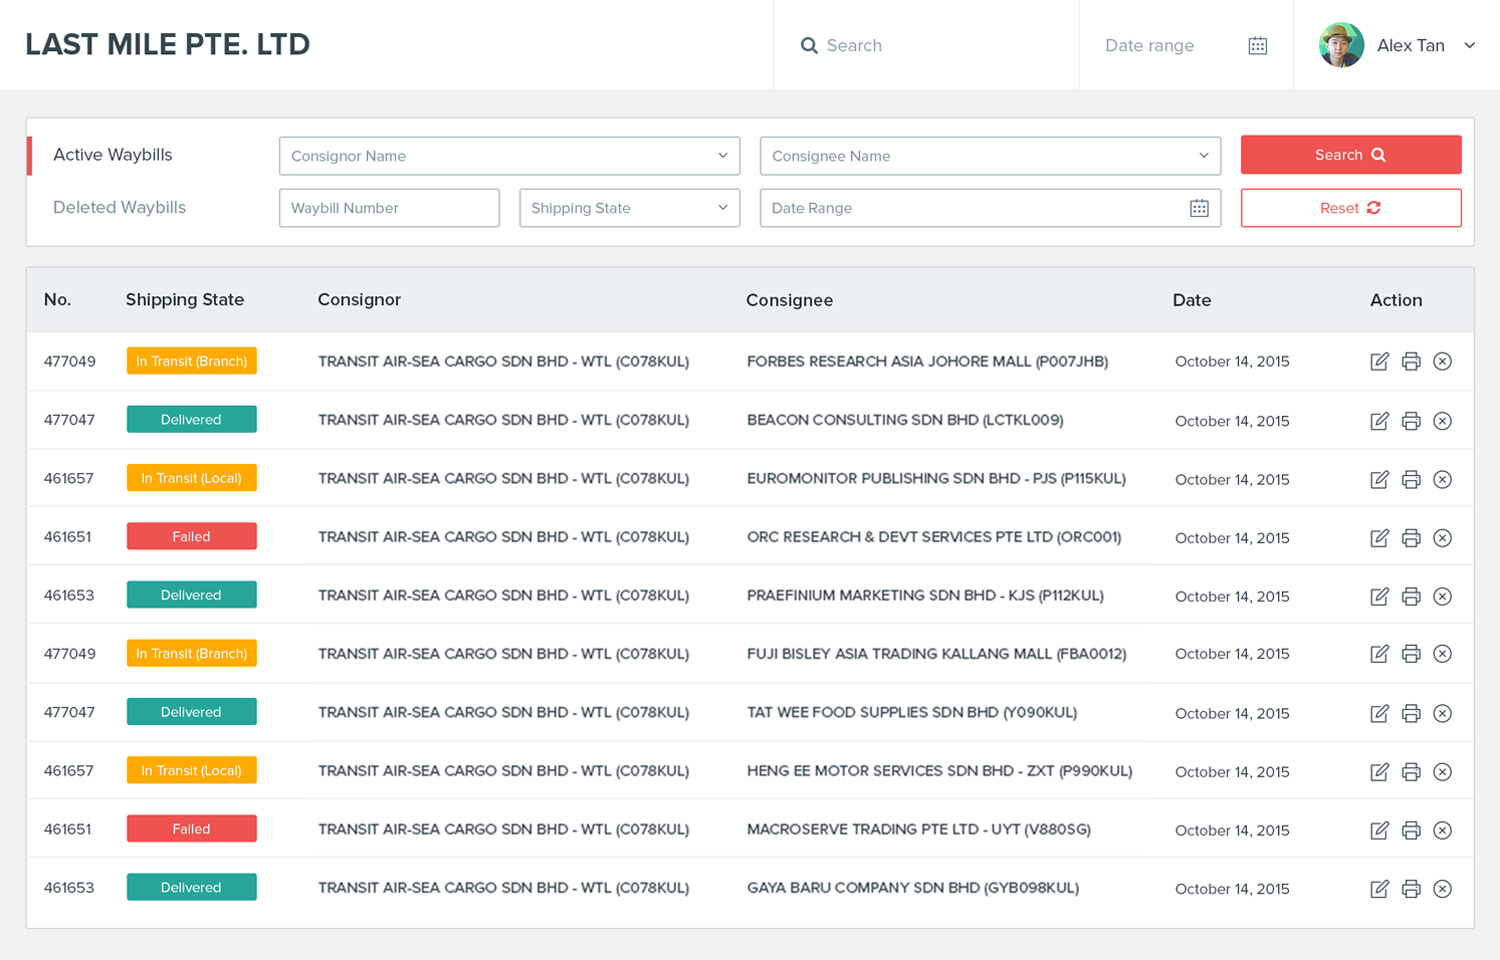 LAST MILE PTE. LTD
Search
Date range
Alex Tan
Active Waybills
Consignor Name
Consignee Name
Search
Deleted Waybills
Waybill Number
Shipping State
Date Range
Reset
No. Shipping State Consignor Consignee Date Action
477049 In Transit (Branch) TRANSIT AIR-SEA CARGO SDN BHD - WTL (C078KUL) FORBES RESEARCH ASIA JOHORE MALL (P007JHB) October 14, 2015
477047 Delivered TRANSIT AIR-SEA CARGO SDN BHD - WTL (C078KUL) BEACON CONSULTING SDN BHD (LCTKL009) October 14, 2015
461657 In Transit (Local) TRANSIT AIR-SEA CARGO SDN BHD - WTL (C078KUL) EUROMONITOR PUBLISHING SDN BHD - PJS (P115KUL) October 14, 2015
461651 Failed TRANSIT AIR-SEA CARGO SDN BHD - WTL (C078KUL) ORC RESEARCH & DEVT SERVICES PTE LTD (ORC001) October 14, 2015
461653 Delivered TRANSIT AIR-SEA CARGO SDN BHD - WTL (C078KUL) PRAEFINIUM MARKETING SDN BHD - KJS (P112KUL) October 14, 2015
477049 In Transit (Branch) TRANSIT AIR-SEA CARGO SDN BHD - WTL (C078KUL) FUJI BISLEY ASIA TRADING KALLANG MALL (FBA0012) October 14, 2015
477047 Delivered TRANSIT AIR-SEA CARGO SDN BHD - WTL (C078KUL) TAT WEE FOOD SUPPLIES SDN BHD (Y090KUL) October 14, 2015
461657 In Transit (Local) TRANSIT AIR-SEA CARGO SDN BHD - WTL (C078KUL) HENG EE MOTOR SERVICES SDN BHD - ZXT (P990KUL) October 14, 2015
461651 Failed TRANSIT AIR-SEA CARGO SDN BHD - WTL (C078KUL) MACROSERVE TRADING PTE LTD - UYT (V880SG) October 14, 2015
461653 Delivered TRANSIT AIR-SEA CARGO SDN BHD - WTL (C078KUL) GAYA BARU COMPANY SDN BHD (GYB098KUL) October 14, 2015